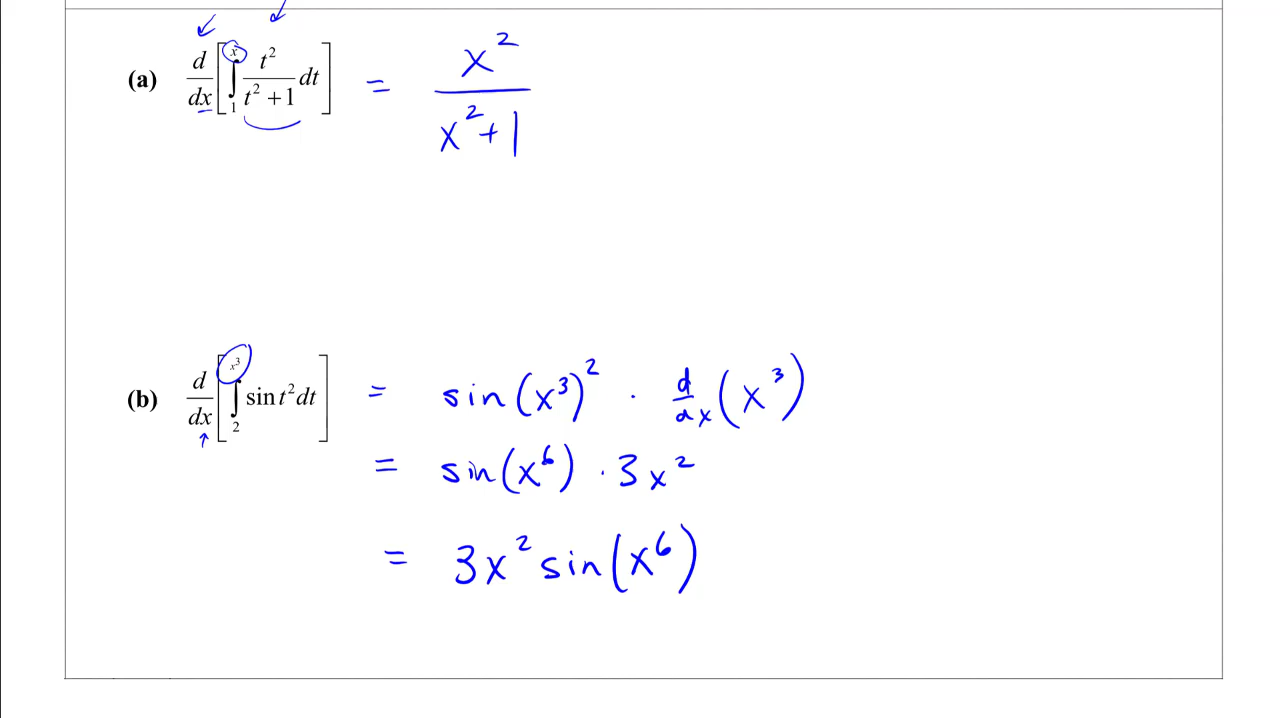 (a) d/dx [∫₁ˣ t²/(t² + 1) dt] = x²/(x² + 1)
(b) d/dx [∫₂^(x³) sin t² dt] = sin(x³)² · d/dx (x³)
= sin(x⁶) · 3x²
= 3x² sin(x⁶)